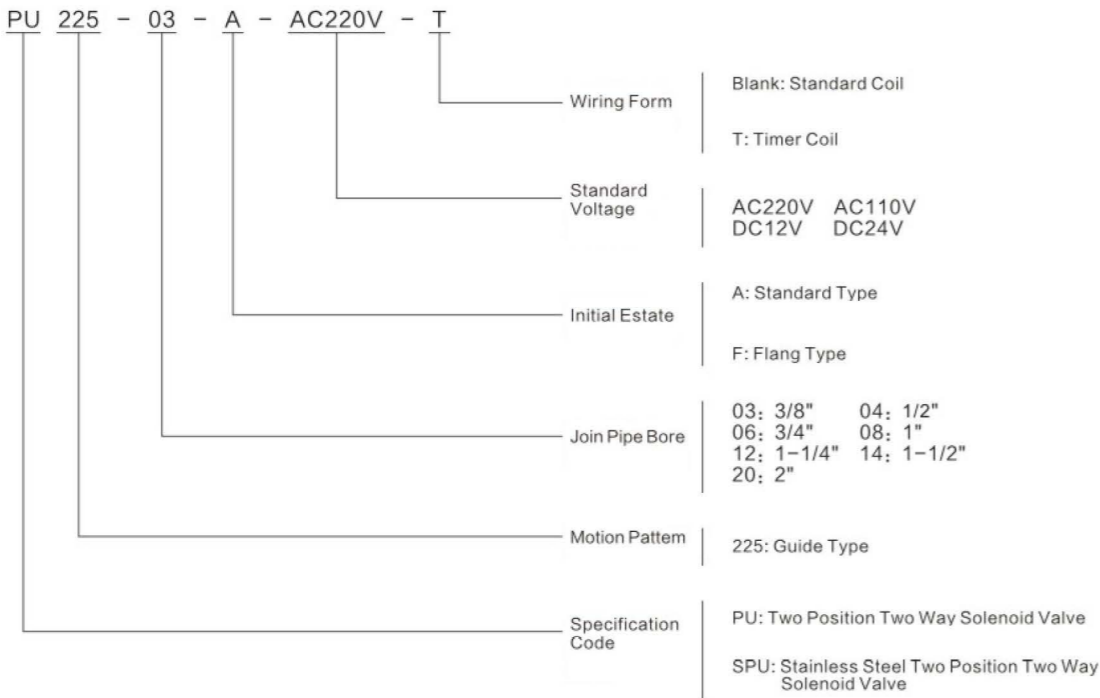 PU 225 - 03 - A - AC220V - T
Wiring Form
Blank: Standard Coil
T: Timer Coil
Standard
Voltage
AC220V AC110V
DC12V DC24V
Initial Estate
A: Standard Type
F: Flang Type
Join Pipe Bore
03: 3/8" 04: 1/2"
06: 3/4" 08: 1"
12: 1-1/4" 14: 1-1/2"
20: 2"
Motion Pattem
225: Guide Type
Specification
Code
PU: Two Position Two Way Solenoid Valve
SPU: Stainless Steel Two Position Two Way
Solenoid Valve